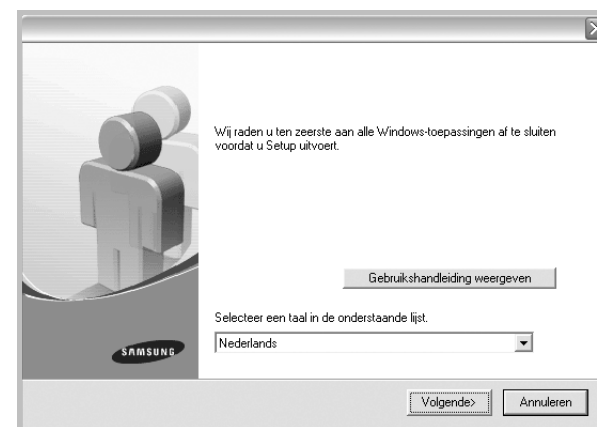 Wij raden u ten zeerste aan alle Windows-toepassingen af te sluiten
voordat u Setup uitvoert.
Gebruikshandleiding weergeven
Selecteer een taal in de onderstaande lijst.
Nederlands
SAMSUNG
Volgende>
Annuleren